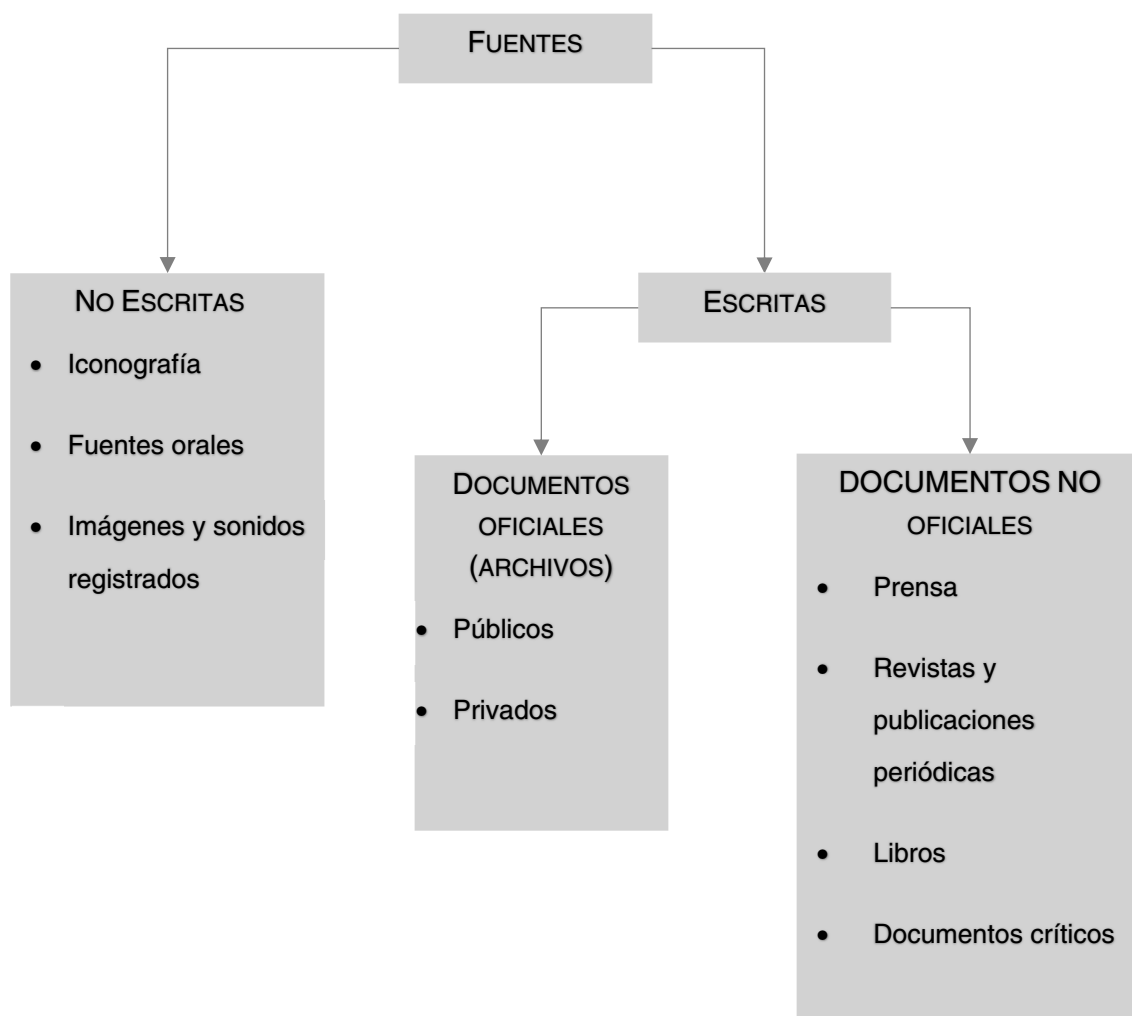 FUENTES
NO ESCRITAS
• Iconografía
• Fuentes orales
• Imágenes y sonidos
registrados
ESCRITAS
DOCUMENTOS
OFICIALES
(ARCHIVOS)
• Públicos
• Privados
DOCUMENTOS NO
OFICIALES
• Prensa
• Revistas y
publicaciones
periódicas
• Libros
• Documentos críticos